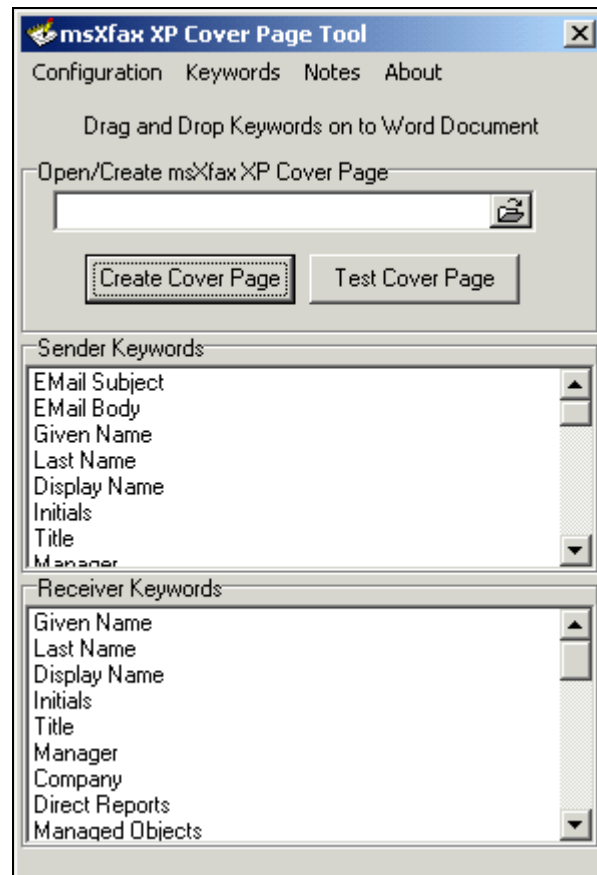 msXfax XP Cover Page Tool
Configuration Keywords Notes About
Drag and Drop Keywords on to Word Document
Open/Create msXfax XP Cover Page
Create Cover Page Test Cover Page
Sender Keywords
EMail Subject
EMail Body
Given Name
Last Name
Display Name
Initials
Title
Manager
Receiver Keywords
Given Name
Last Name
Display Name
Initials
Title
Manager
Company
Direct Reports
Managed Objects